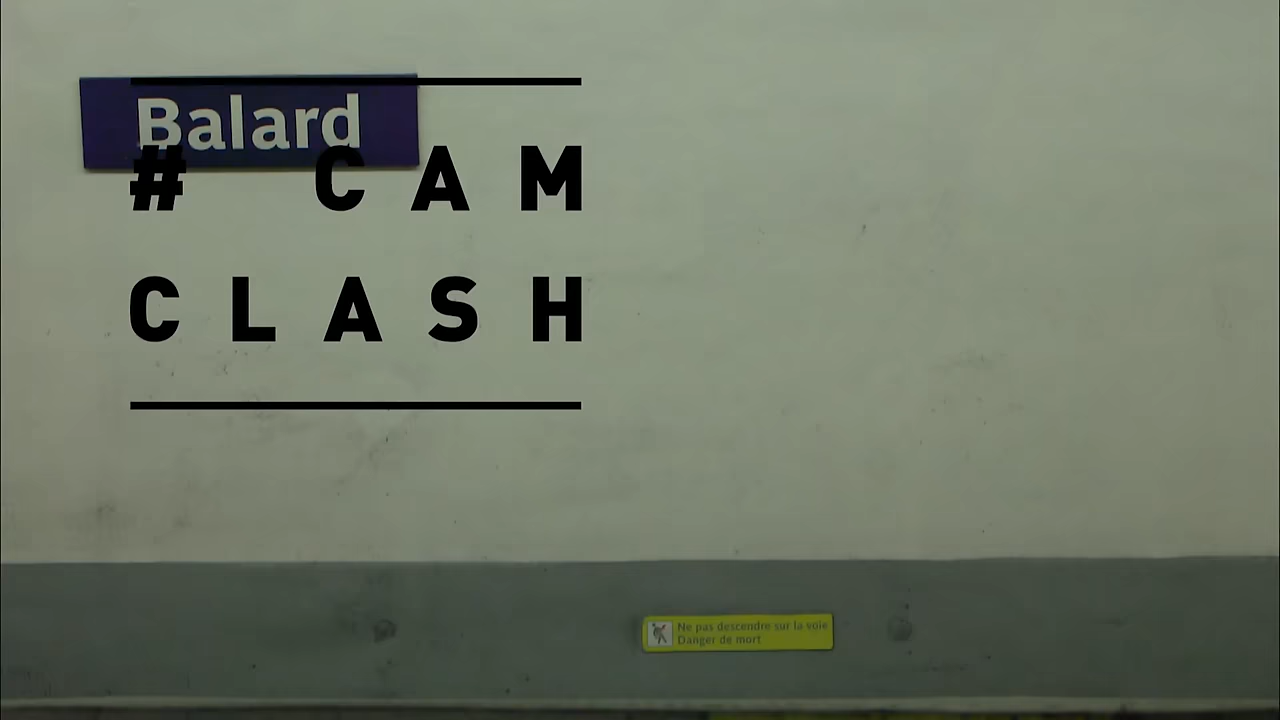 Balard
# CAM
CLASH
Ne pas descendre sur la voie
Danger de mort